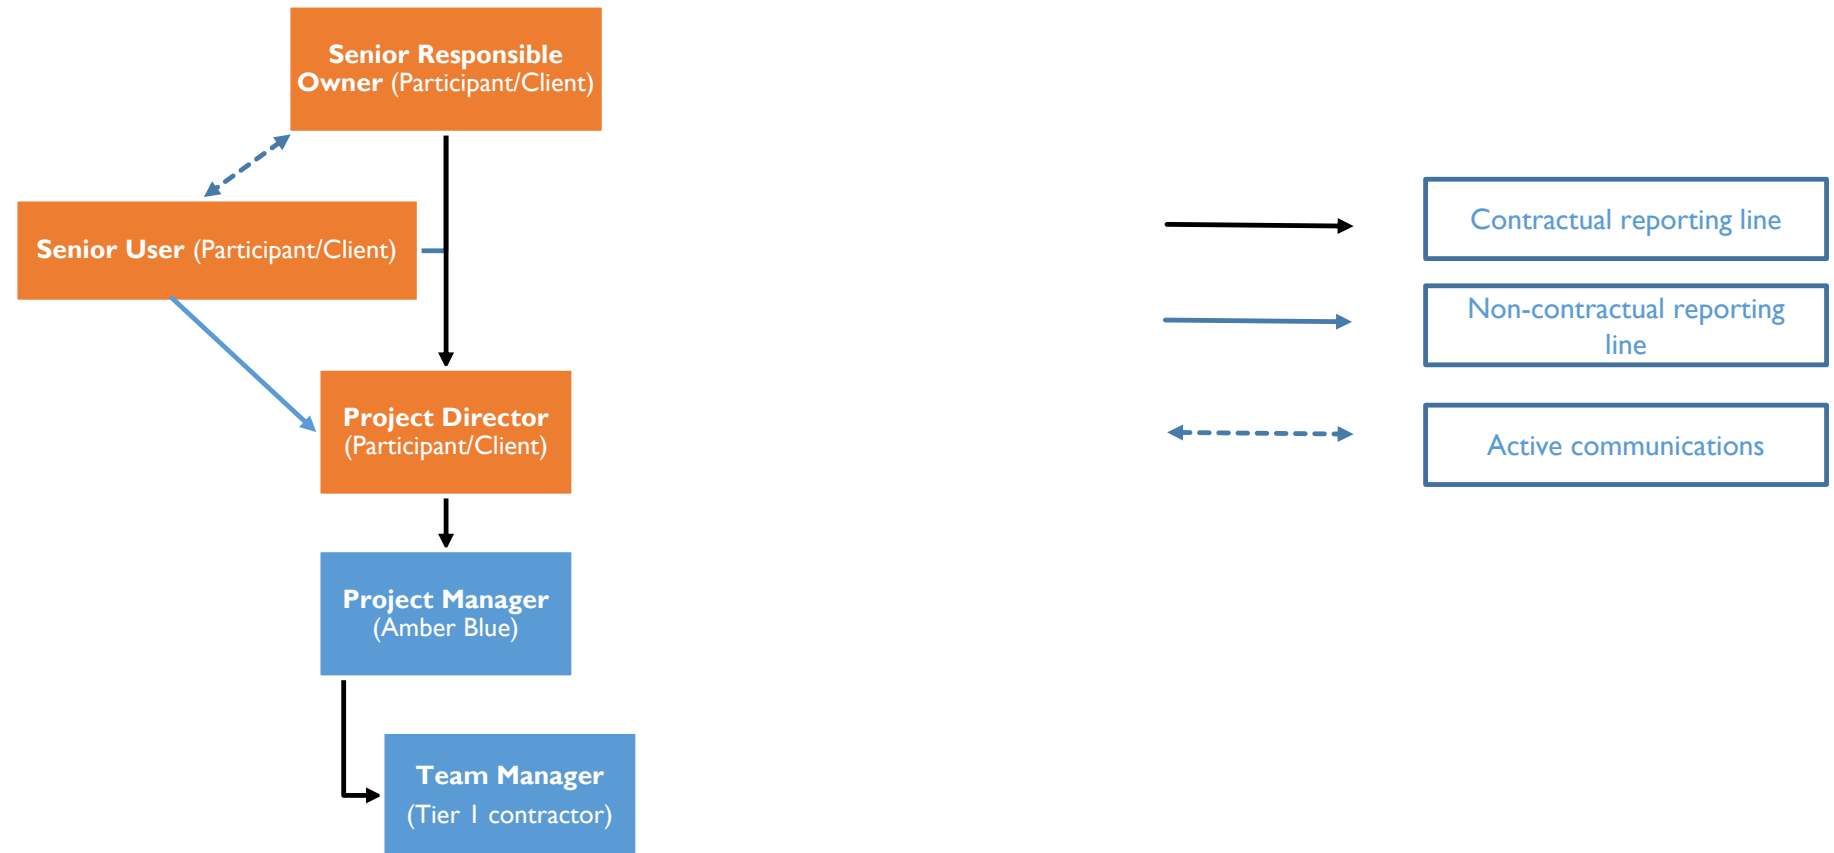 Senior Responsible
Owner (Participant/Client)
Senior User (Participant/Client)
Project Director
(Participant/Client)
Project Manager
(Amber Blue)
Team Manager
(Tier 1 contractor)
Contractual reporting line
Non-contractual reporting
line
Active communications